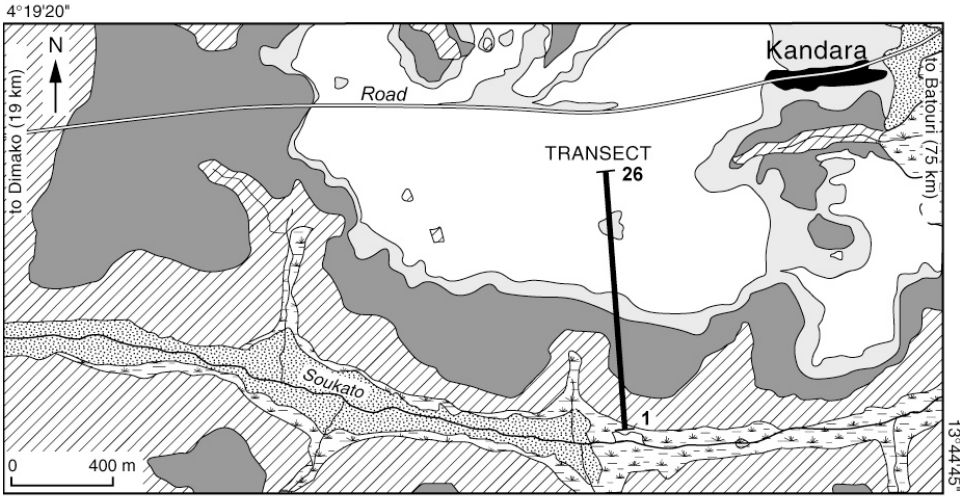 4°19'20"
N
to Dimako (19 km)
Road
Kandara
to Batouri (75 km)
TRANSECT
26
Soukato
1
0 400 m
13°44'45"